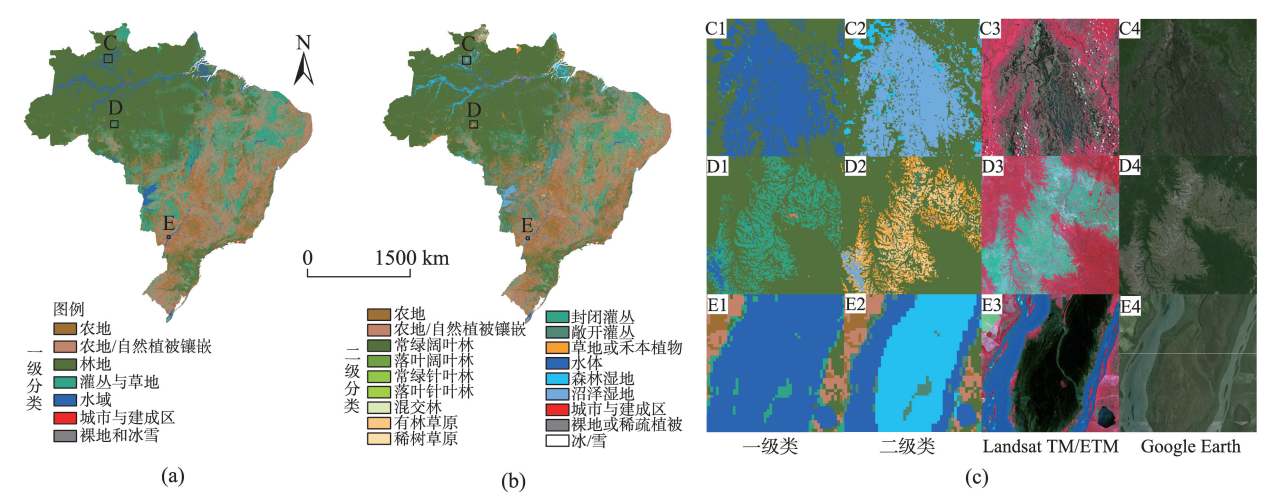 C
D
E
N
0 1500 km
图例
一级分类
农地
农地/自然植被镶嵌
林地
灌丛与草地
水域
城市与建成区
裸地和冰雪
(a)
C
D
E
二级分类
农地
农地/自然植被镶嵌
常绿阔叶林
落叶阔叶林
常绿针叶林
落叶针叶林
混交林
有林草原
稀树草原
封闭灌丛
敞开灌丛
草地或禾本植物
水体
森林湿地
沼泽湿地
城市与建成区
裸地或稀疏植被
冰/雪
(b)
C1 C2 C3 C4
D1 D2 D3 D4
E1 E2 E3 E4
一级类 二级类 Landsat TM/ETM Google Earth
(c)